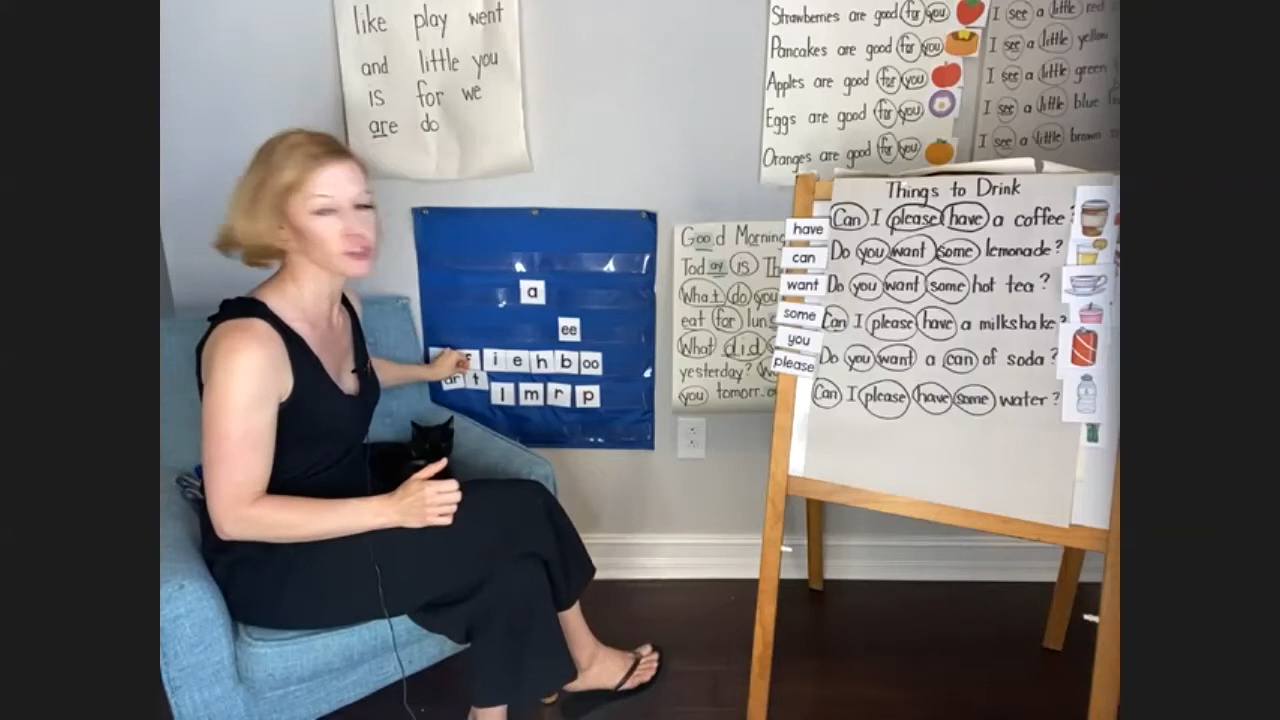 like play went
and little you
is for we
are do
a
ee
f i e h b oo
ar t
l m r p
Strawberries are good for you
Pancakes are good for you
Apples are good for you
Eggs are good for you
Oranges are good for you
I see a little red
I see a little yellow
I see a little green
I see a little blue
I see a little brown
Good Morning
Today is
What do you
eat for
What did
yesterday?
you
have
can
want
some
you
please
Things to Drink
Can I please have a coffee?
Do you want some lemonade?
Do you want some hot tea?
Can I please have a milkshake?
Do you want a can of soda?
Can I please have some water?